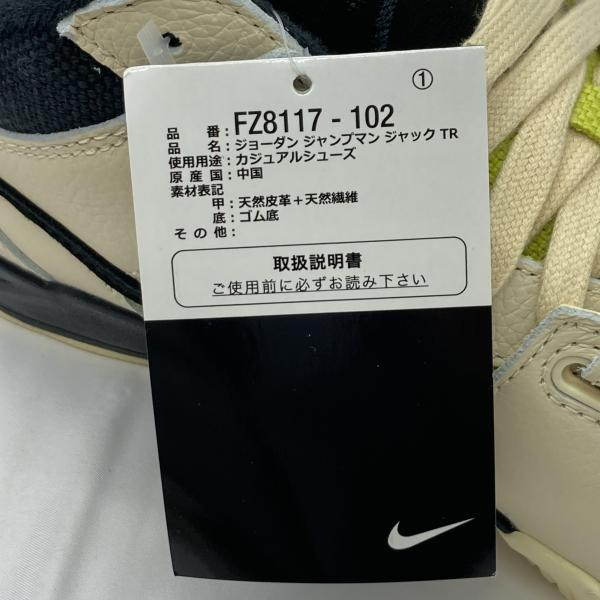 ①
品番：FZ8117 - 102
品名：ジョーダン ジャンプマン ジャック TR
使用用途：カジュアルシューズ
原産国：中国
素材表記
甲：天然皮革＋天然繊維
底：ゴム底
その他：
取扱説明書
ご使用前に必ずお読み下さい